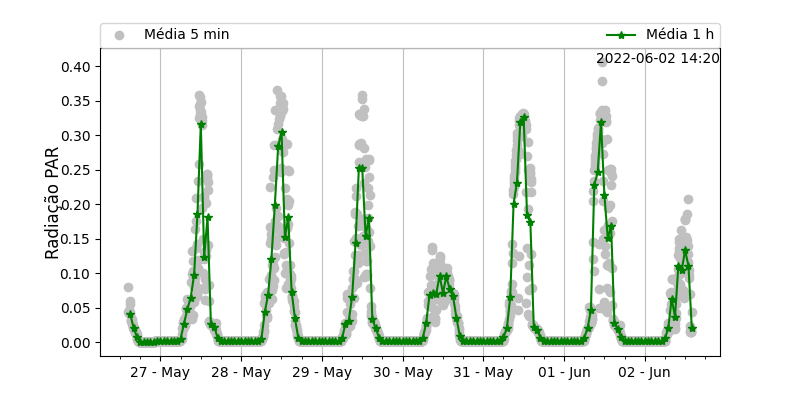 Média 5 min
Média 1 h
2022-06-02 14:20
Radiação PAR
0.40
0.35
0.30
0.25
0.20
0.15
0.10
0.05
0.00
27 - May
28 - May
29 - May
30 - May
31 - May
01 - Jun
02 - Jun